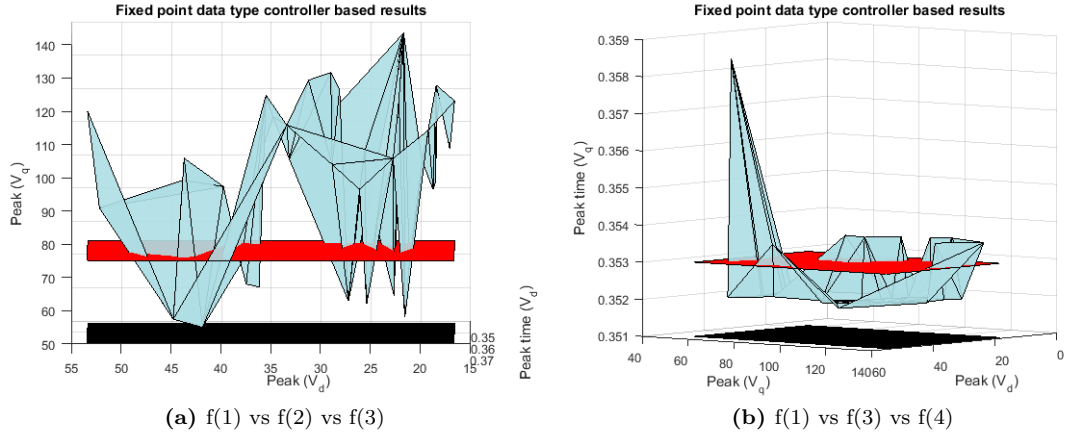 Fixed point data type controller based results
140
130
120
110
100
90
80
70
60
50
Peak (V_q)
55 50 45 40 35 30 25 20 15
Peak (V_d)
0.35
0.36
0.37
Peak time (V_d)
(a) f(1) vs f(2) vs f(3)
Fixed point data type controller based results
0.359
0.358
0.357
0.356
0.355
0.354
0.353
0.352
0.351
Peak time (V_q)
40 60 80 100 120 140
Peak (V_q)
60 40 20 0
Peak (V_d)
(b) f(1) vs f(3) vs f(4)